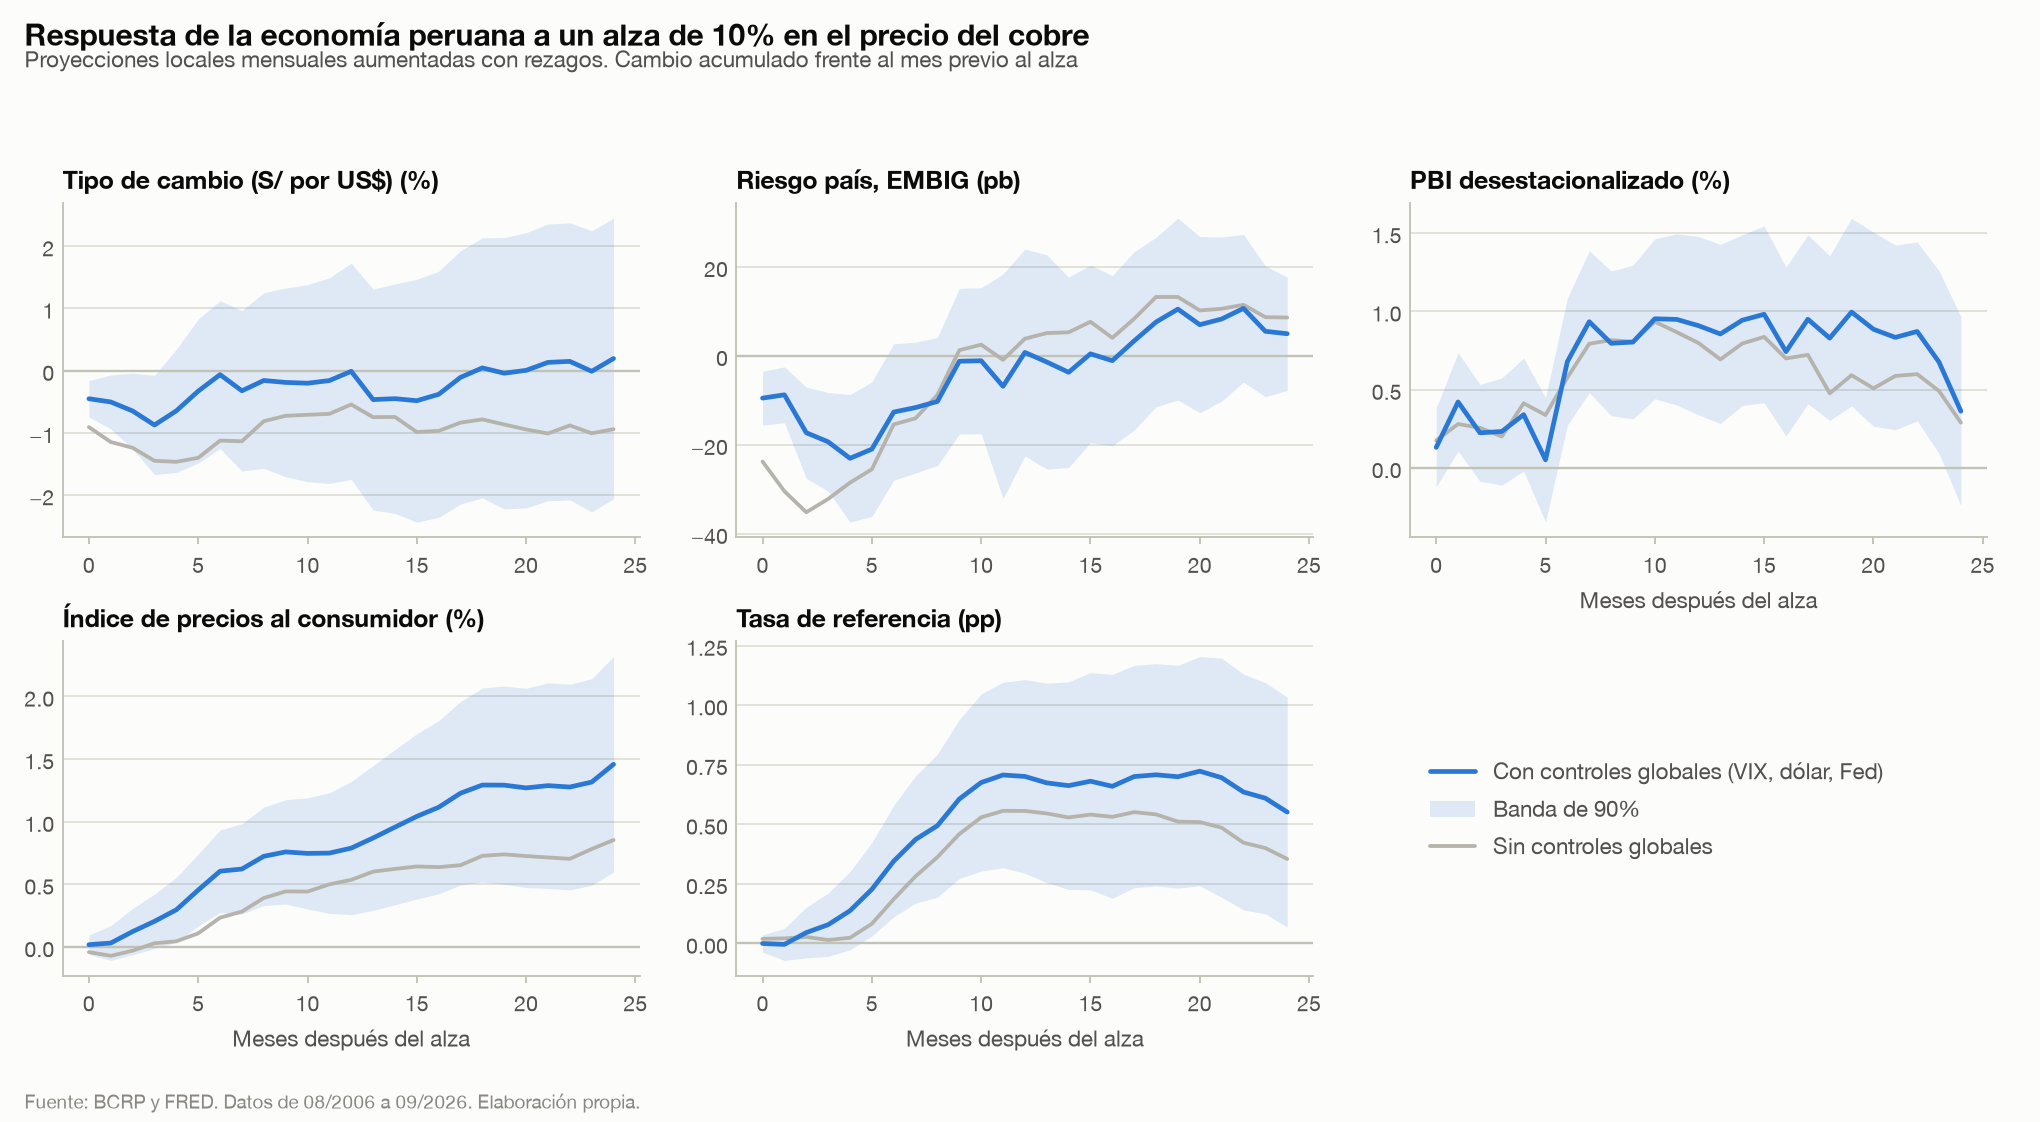 Respuesta de la economía peruana a un alza de 10% en el precio del cobre
Proyecciones locales mensuales aumentadas con rezagos. Cambio acumulado frente al mes previo al alza
Tipo de cambio (S/ por US$) (%)
2
1
0
−1
−2
0 5 10 15 20 25
Riesgo país, EMBIG (pb)
20
0
−20
−40
0 5 10 15 20 25
PBI desestacionalizado (%)
1.5
1.0
0.5
0.0
0 5 10 15 20 25
Meses después del alza
Índice de precios al consumidor (%)
2.0
1.5
1.0
0.5
0.0
0 5 10 15 20 25
Meses después del alza
Tasa de referencia (pp)
1.25
1.00
0.75
0.50
0.25
0.00
0 5 10 15 20 25
Meses después del alza
Con controles globales (VIX, dólar, Fed)
Banda de 90%
Sin controles globales
Fuente: BCRP y FRED. Datos de 08/2006 a 09/2026. Elaboración propia.